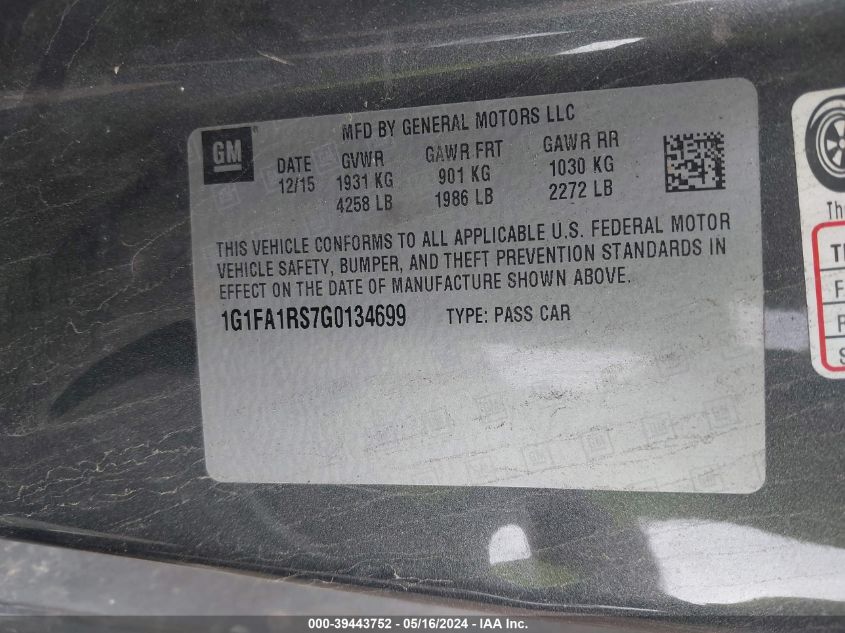 GM
MFD BY GENERAL MOTORS LLC
DATE GVWR GAWR FRT GAWR RR
12/15 1931 KG 901 KG 1030 KG
4258 LB 1986 LB 2272 LB
THIS VEHICLE CONFORMS TO ALL APPLICABLE U.S. FEDERAL MOTOR
VEHICLE SAFETY, BUMPER, AND THEFT PREVENTION STANDARDS IN
EFFECT ON THE DATE OF MANUFACTURE SHOWN ABOVE.
1G1FA1RS7G0134699 TYPE: PASS CAR
000-39443752 - 05/16/2024 - IAA Inc.